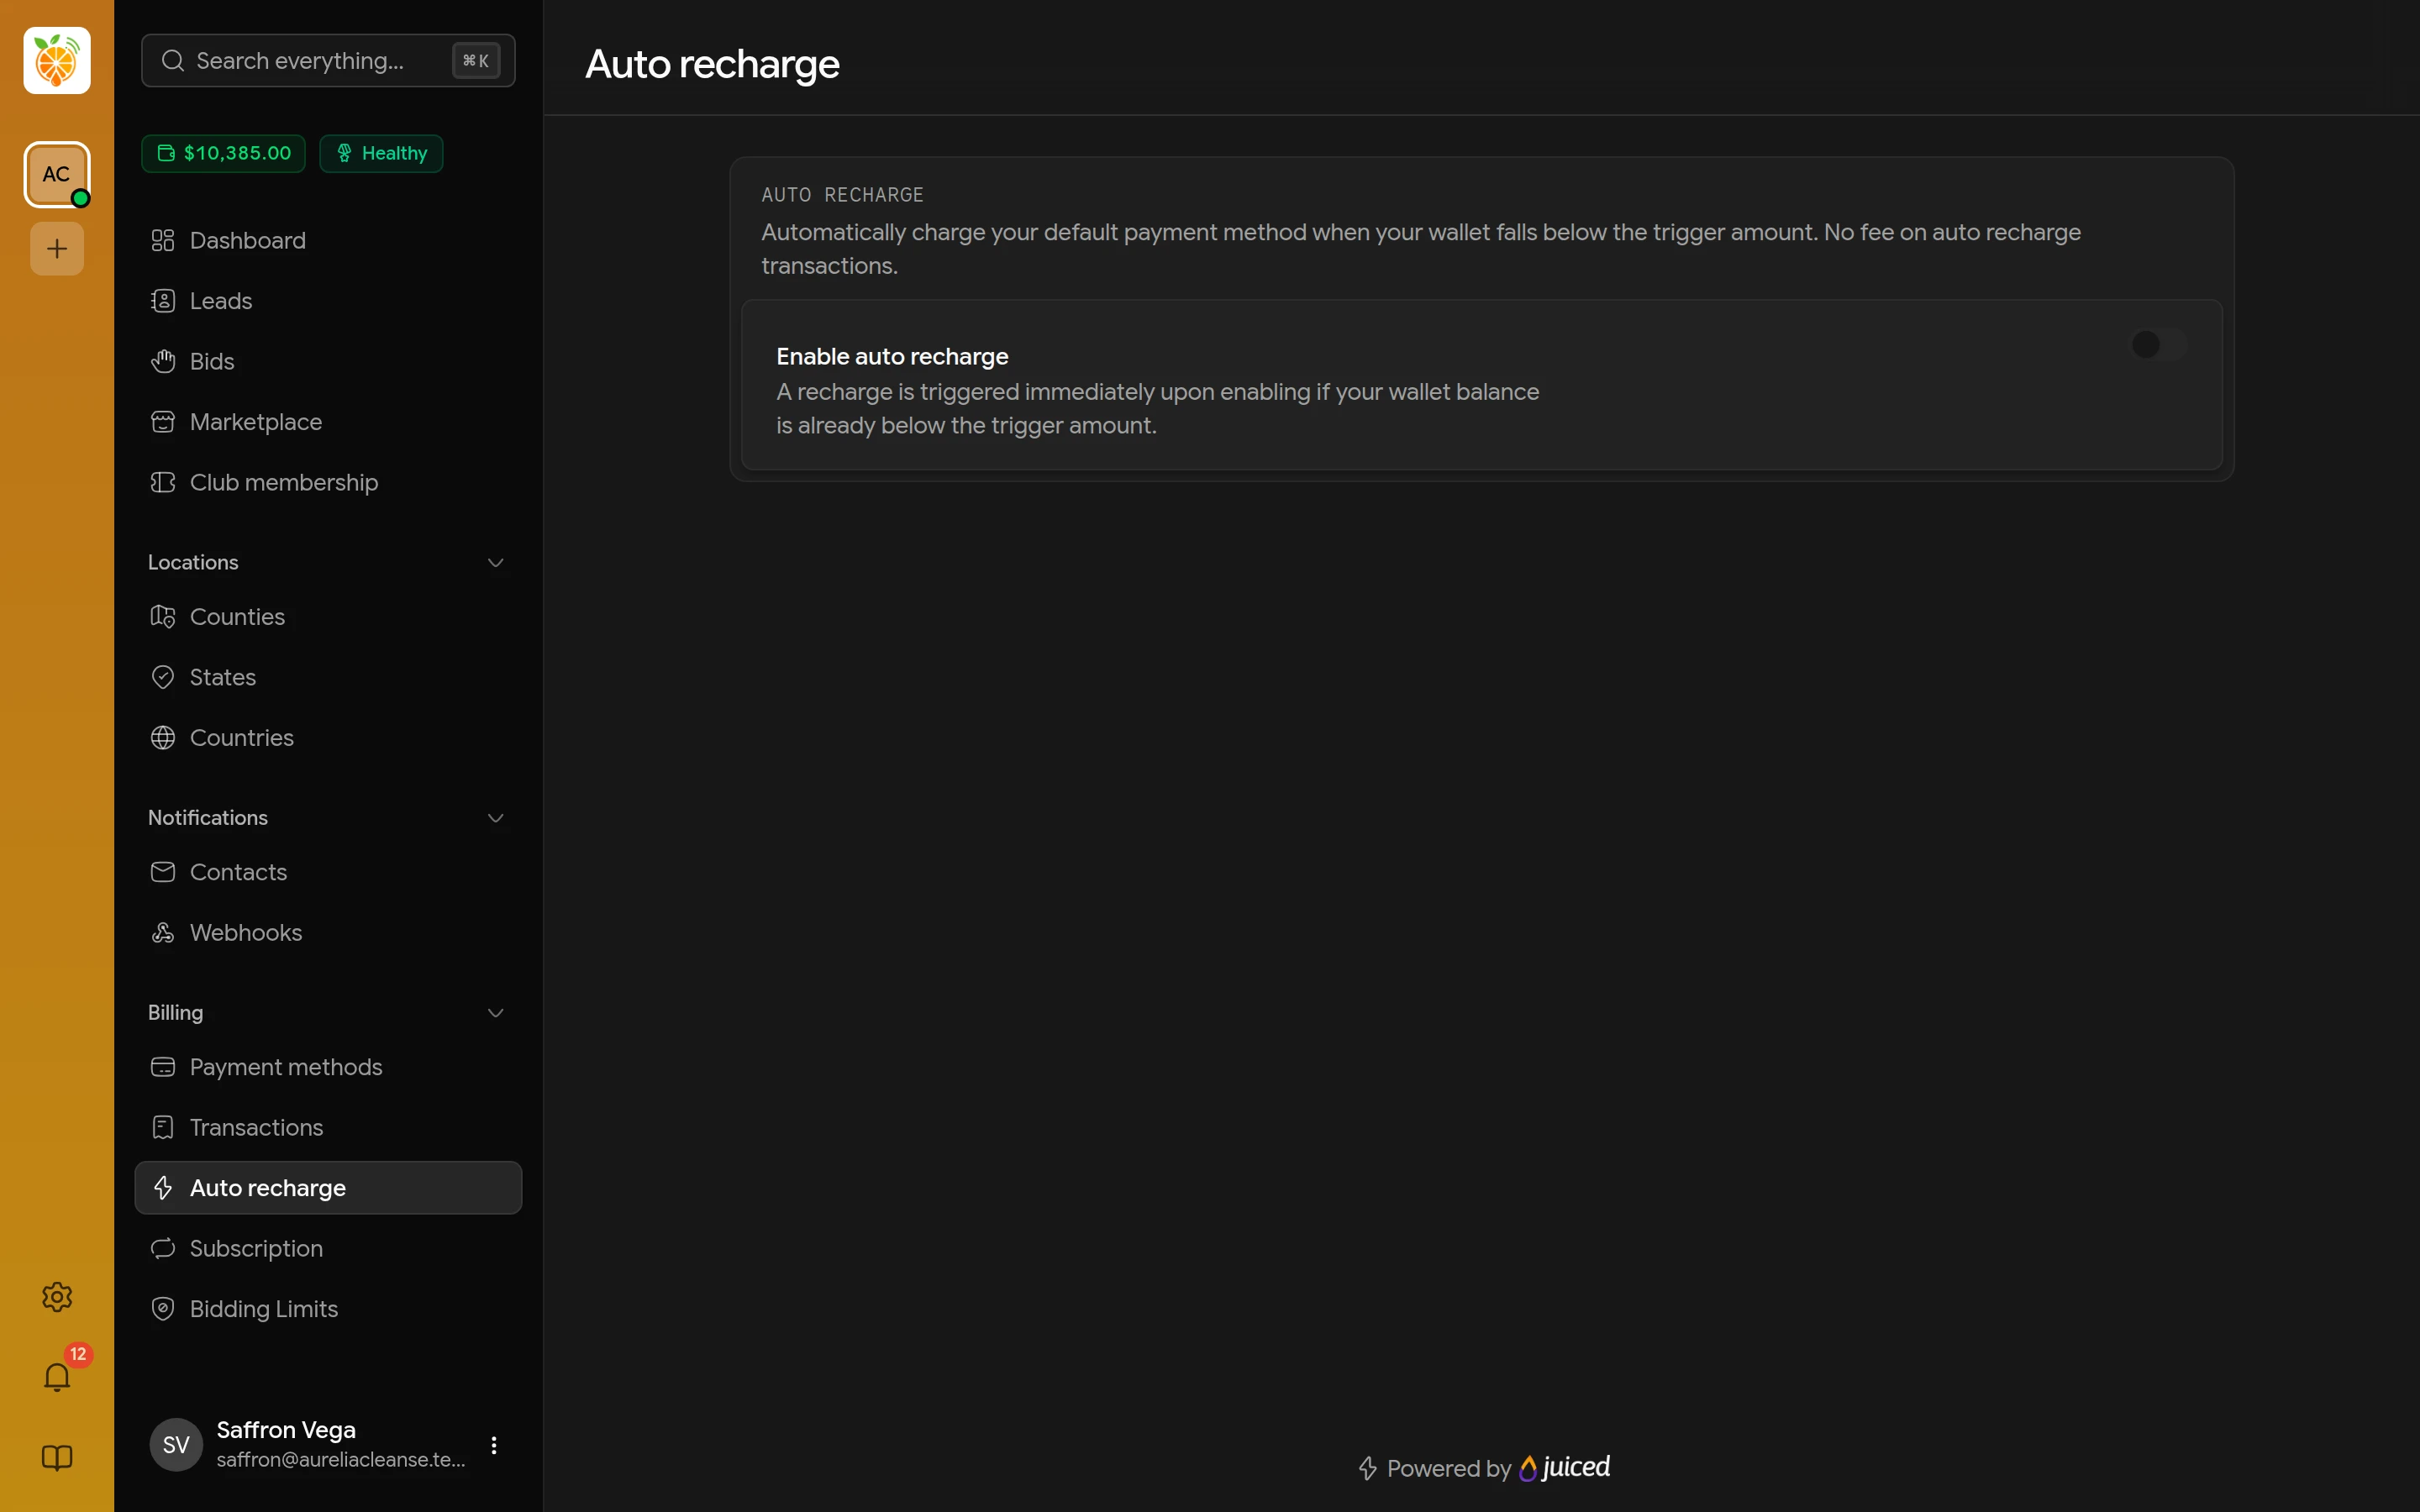 Search everything...
⌘ K
$10,385.00
Healthy
AC
Dashboard
Leads
Bids
Marketplace
Club membership
Locations
Counties
States
Countries
Notifications
Contacts
Webhooks
Billing
Payment methods
Transactions
Auto recharge
Subscription
Bidding Limits
12
SV
Saffron Vega
saffron@aureliacleanse.te...
Auto recharge
AUTO RECHARGE
Automatically charge your default payment method when your wallet falls below the trigger amount. No fee on auto recharge
transactions.
Enable auto recharge
A recharge is triggered immediately upon enabling if your wallet balance
is already below the trigger amount.
Powered by juiced